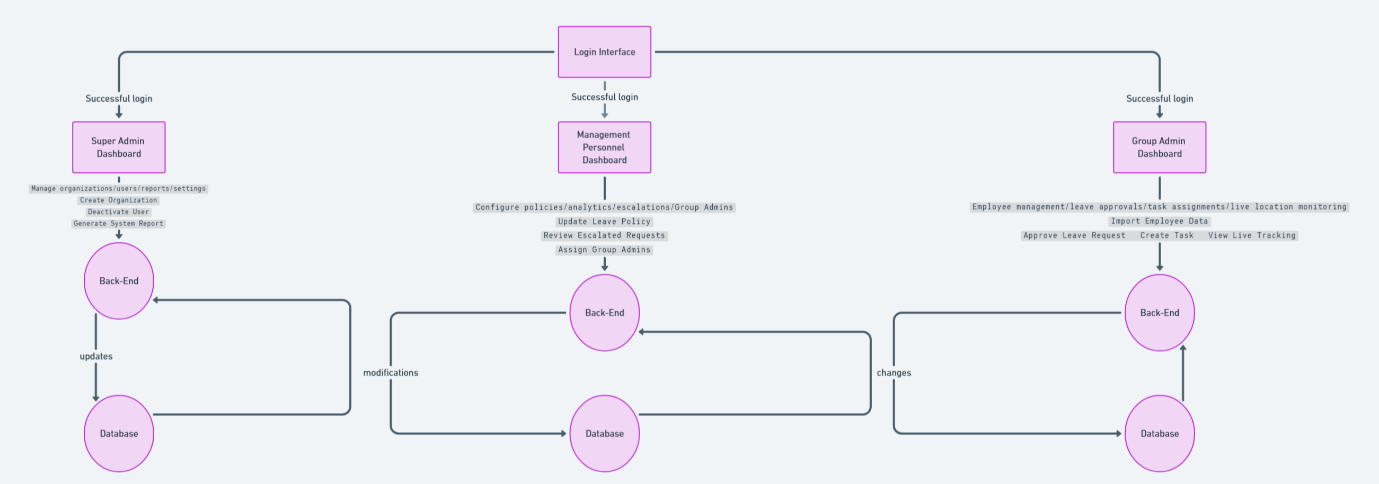 Login Interface
Successful login
Successful login
Successful login
Super Admin
Dashboard
Management
Personnel
Dashboard
Group Admin
Dashboard
Manage organizations/users/reports/settings
Create Organization
Deactivate User
Generate System Report
Configure policies/analytics/escalations/Group Admins
Update Leave Policy
Review Escalated Requests
Assign Group Admins
Employee management/leave approvals/task assignments/live location monitoring
Import Employee Data
Approve Leave Request   Create Task   View Live Tracking
Back-End
Back-End
Back-End
updates
modifications
changes
Database
Database
Database